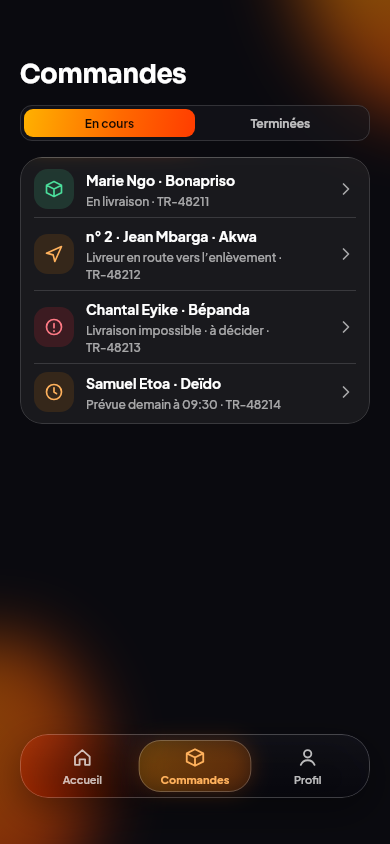 Commandes
En cours
Terminées
Marie Ngo · Bonapriso
En livraison · TR-48211
n° 2 · Jean Mbarga · Akwa
Livreur en route vers l’enlèvement ·
TR-48212
Chantal Eyike · Bépanda
Livraison impossible · à décider ·
TR-48213
Samuel Etoa · Deïdo
Prévue demain à 09:30 · TR-48214
Accueil
Commandes
Profil